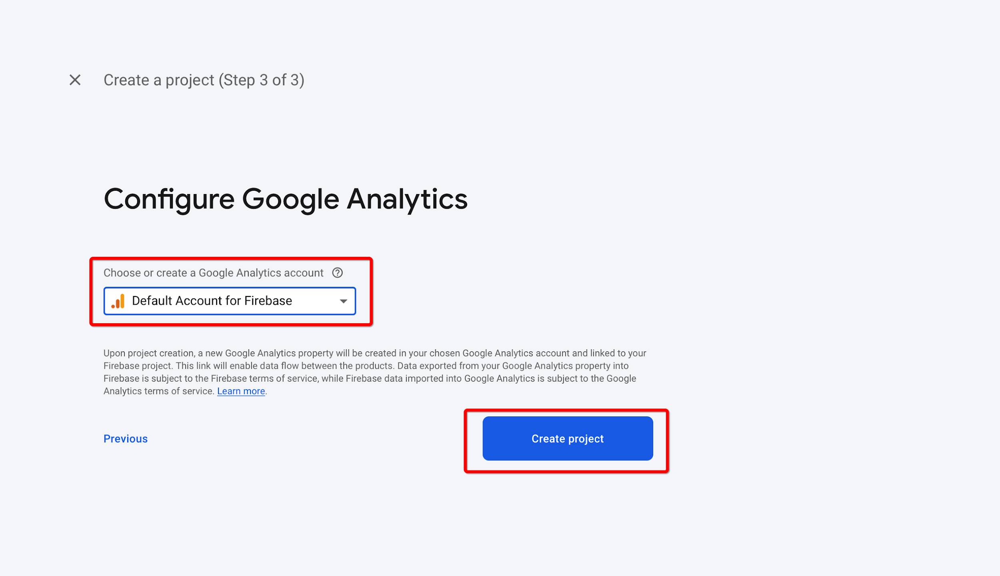 Create a project (Step 3 of 3)
Configure Google Analytics
Choose or create a Google Analytics account
Default Account for Firebase
Upon project creation, a new Google Analytics property will be created in your chosen Google Analytics account and linked to your
Firebase project. This link will enable data flow between the products. Data exported from your Google Analytics property into
Firebase is subject to the Firebase terms of service, while Firebase data imported into Google Analytics is subject to the Google
Analytics terms of service. Learn more.
Previous
Create project